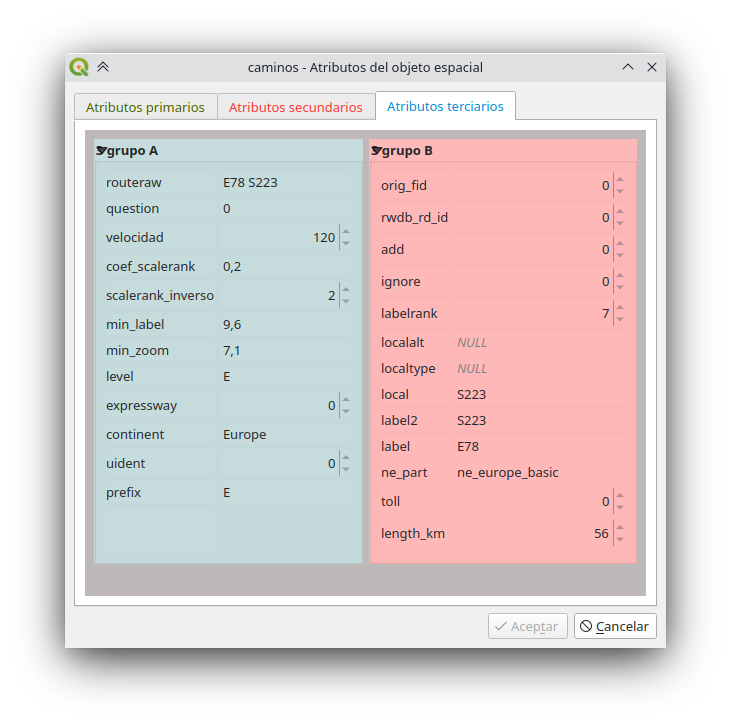 caminos - Atributos del objeto espacial
Atributos primarios
Atributos secundarios
Atributos terciarios
grupo A
routeraw E78 S223
question 0
velocidad 120
coef_scalerank 0,2
scalerank_inverso 2
min_label 9,6
min_zoom 7,1
level E
expressway 0
continent Europe
uident 0
prefix E
grupo B
orig_fid 0
rwdb_rd_id 0
add 0
ignore 0
labelrank 7
localalt NULL
localtype NULL
local S223
label2 S223
label E78
ne_part ne_europe_basic
toll 0
length_km 56
Aceptar
Cancelar